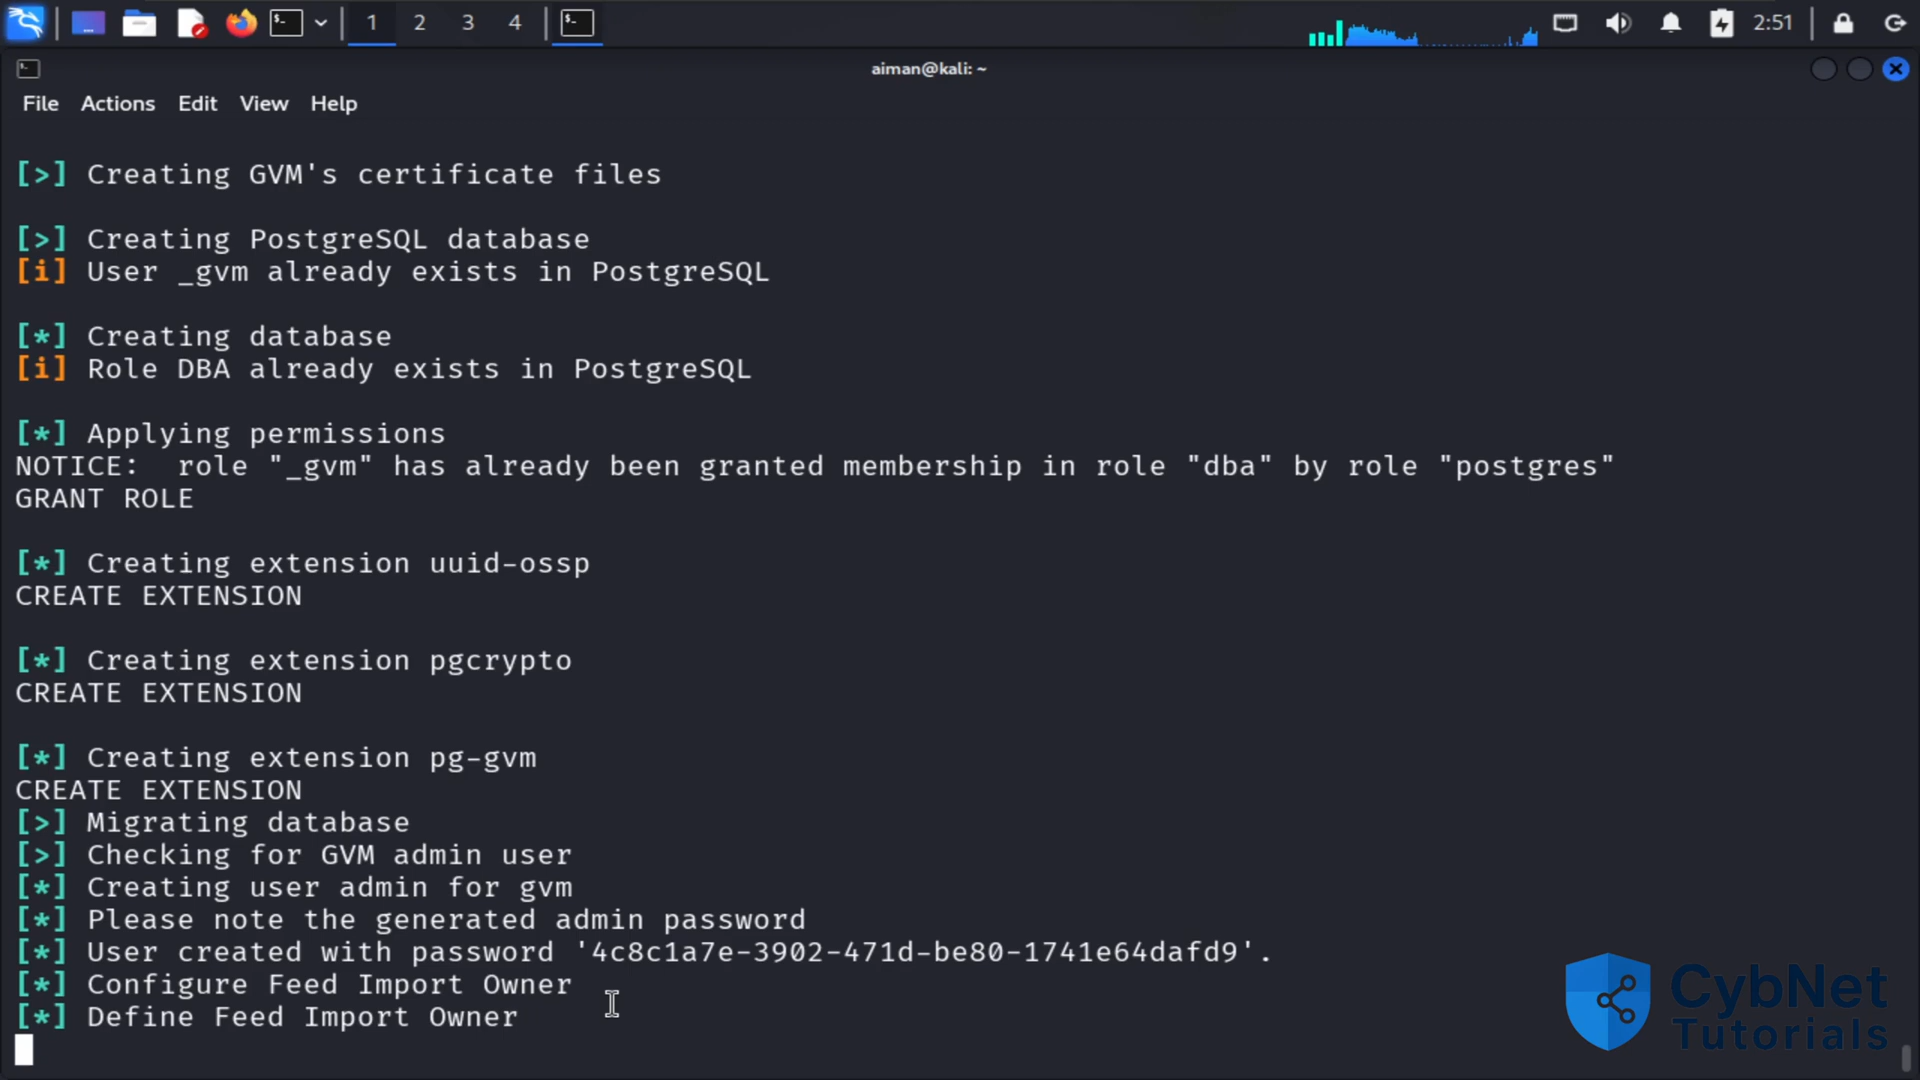 1 2 3 4 2:51
aiman@kali: ~
File Actions Edit View Help
[>] Creating GVM's certificate files
[>] Creating PostgreSQL database
[i] User _gvm already exists in PostgreSQL
[*] Creating database
[i] Role DBA already exists in PostgreSQL
[*] Applying permissions
NOTICE:  role "_gvm" has already been granted membership in role "dba" by role "postgres"
GRANT ROLE
[*] Creating extension uuid-ossp
CREATE EXTENSION
[*] Creating extension pgcrypto
CREATE EXTENSION
[*] Creating extension pg-gvm
CREATE EXTENSION
[>] Migrating database
[>] Checking for GVM admin user
[*] Creating user admin for gvm
[*] Please note the generated admin password
[*] User created with password '4c8c1a7e-3902-471d-be80-1741e64dafd9'.
[*] Configure Feed Import Owner
[*] Define Feed Import Owner
CybNet
Tutorials